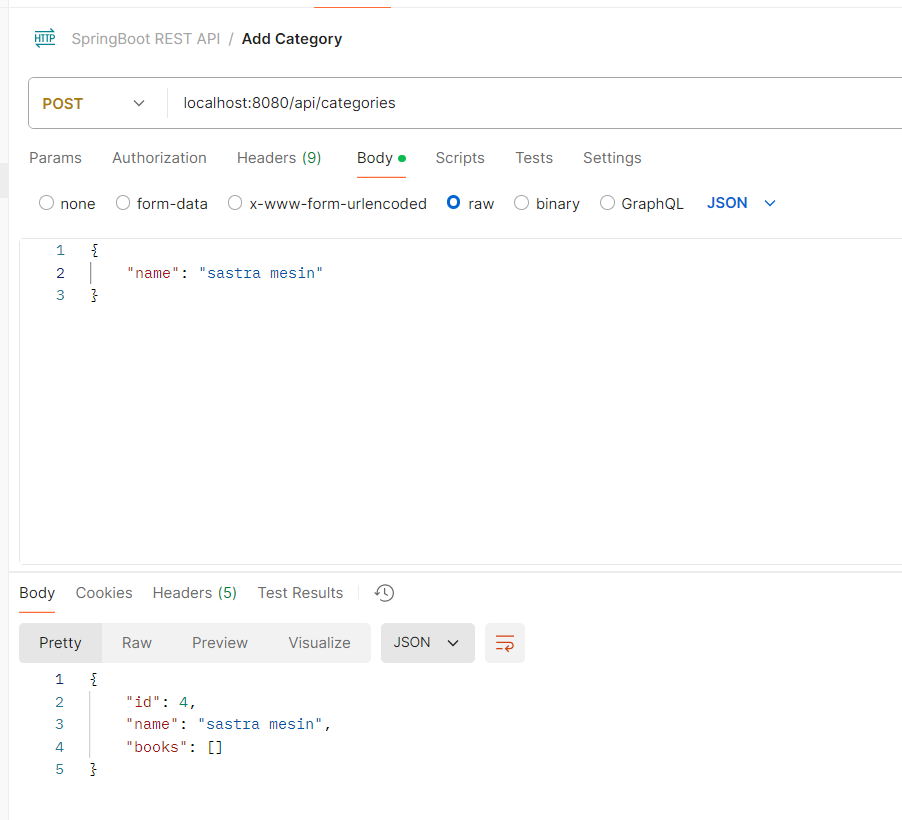 HTTP SpringBoot REST API / Add Category
POST localhost:8080/api/categories
Params Authorization Headers (9) Body Scripts Tests Settings
none form-data x-www-form-urlencoded raw binary GraphQL JSON
1 {
2 "name": "sastra mesin"
3 }
Body Cookies Headers (5) Test Results
Pretty Raw Preview Visualize JSON
1 {
2 "id": 4,
3 "name": "sastra mesin",
4 "books": []
5 }